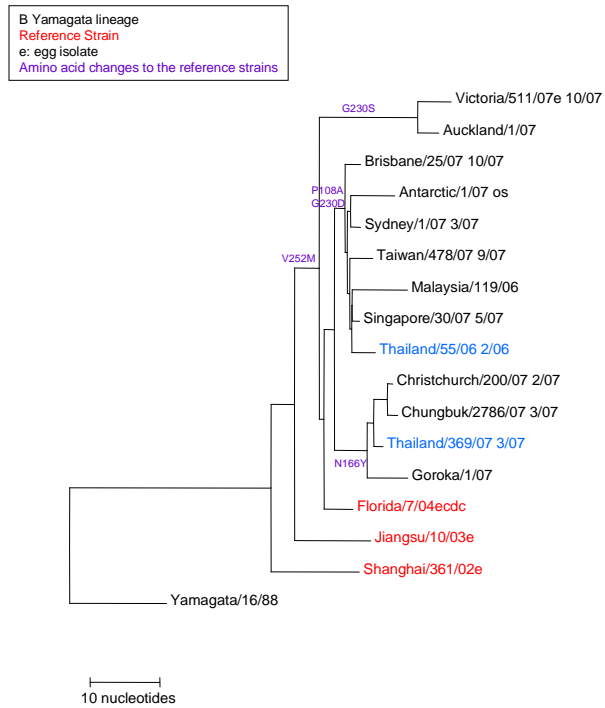 B Yamagata lineage
Reference Strain
e: egg isolate
Amino acid changes to the reference strains
Victoria/511/07e 10/07
G230S
Auckland/1/07
Brisbane/25/07 10/07
P108A
Antarctic/1/07 os
G230D
Sydney/1/07 3/07
V252M
Taiwan/478/07 9/07
Malaysia/119/06
Singapore/30/07 5/07
Thailand/55/06 2/06
Christchurch/200/07 2/07
Chungbuk/2786/07 3/07
Thailand/369/07 3/07
N166Y
Goroka/1/07
Florida/7/04ecdc
Jiangsu/10/03e
Shanghai/361/02e
Yamagata/16/88
10 nucleotides